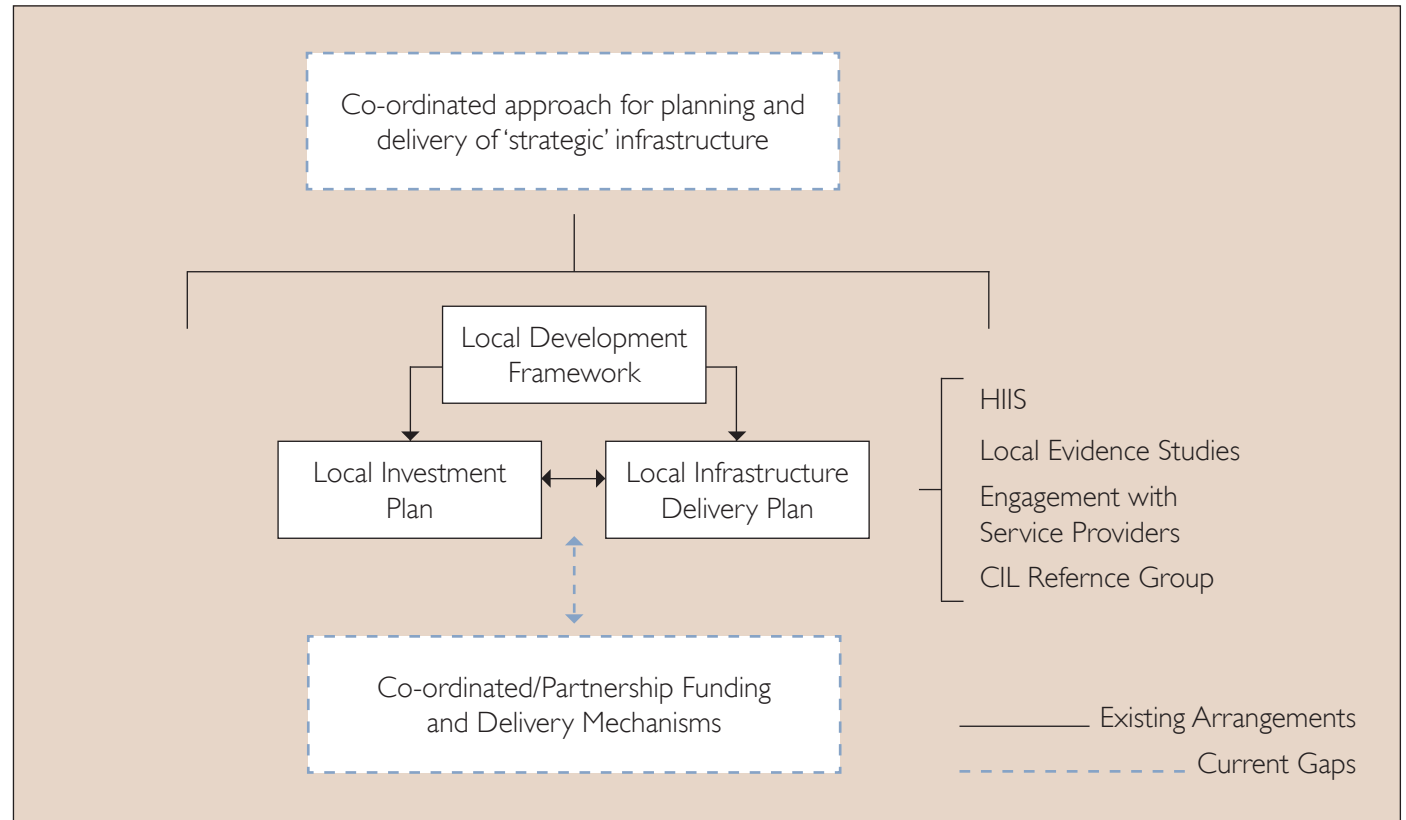 Co-ordinated approach for planning and
delivery of ‘strategic’ infrastructure
Local Development
Framework
Local Investment
Plan
Local Infrastructure
Delivery Plan
HIIS
Local Evidence Studies
Engagement with
Service Providers
CIL Refernce Group
Co-ordinated/Partnership Funding
and Delivery Mechanisms
Existing Arrangements
Current Gaps